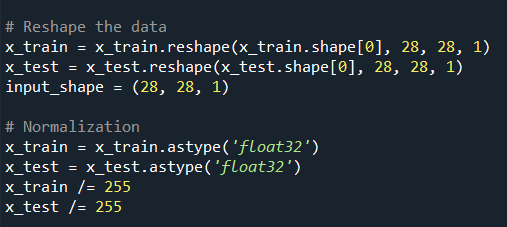 # Reshape the data
x_train = x_train.reshape(x_train.shape[0], 28, 28, 1)
x_test = x_test.reshape(x_test.shape[0], 28, 28, 1)
input_shape = (28, 28, 1)
# Normalization
x_train = x_train.astype('float32')
x_test = x_test.astype('float32')
x_train /= 255
x_test /= 255